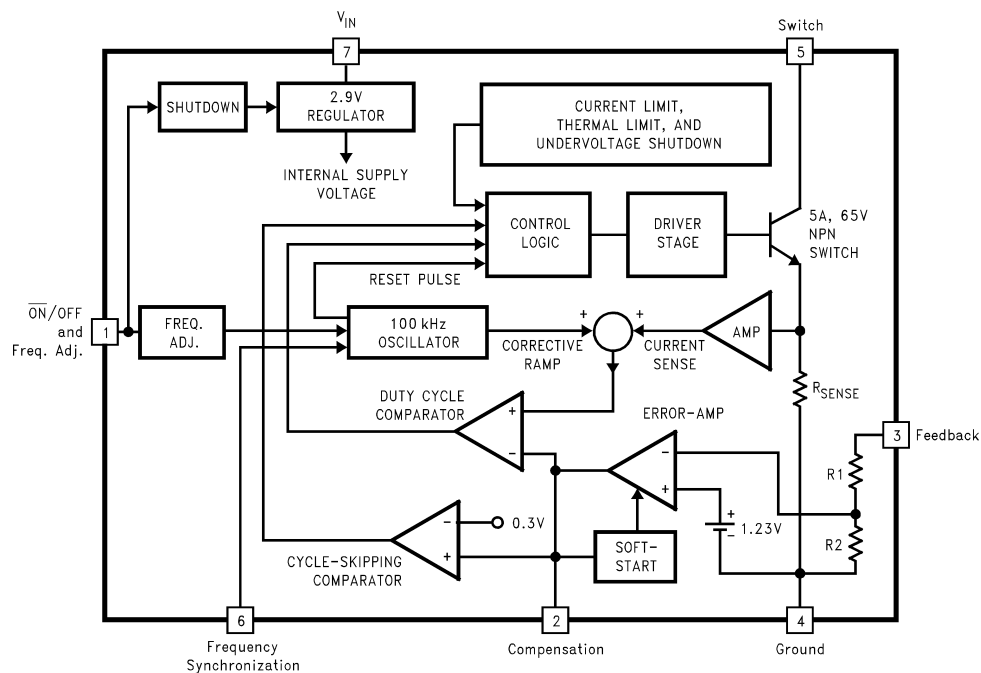 VIN
Switch
7
5
SHUTDOWN
2.9V
REGULATOR
CURRENT LIMIT,
THERMAL LIMIT, AND
UNDERVOLTAGE SHUTDOWN
INTERNAL SUPPLY
VOLTAGE
CONTROL
LOGIC
DRIVER
STAGE
5A, 65V
NPN
SWITCH
RESET PULSE
ON/OFF
and
Freq. Adj.
1
FREQ.
ADJ.
100 kHz
OSCILLATOR
+
+
CORRECTIVE
RAMP
CURRENT
SENSE
AMP
RSENSE
DUTY CYCLE
COMPARATOR
+
−
ERROR-AMP
−
+
3
Feedback
R1
+
−
1.23V
R2
−
0.3V
+
CYCLE-SKIPPING
COMPARATOR
SOFT-
START
6
2
4
Frequency
Synchronization
Compensation
Ground